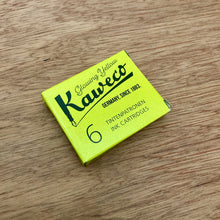 Glowing Yellow
Kaweco
GERMANY, SINCE 1883.
6
TINTENPATRONEN
INK CARTRIDGES